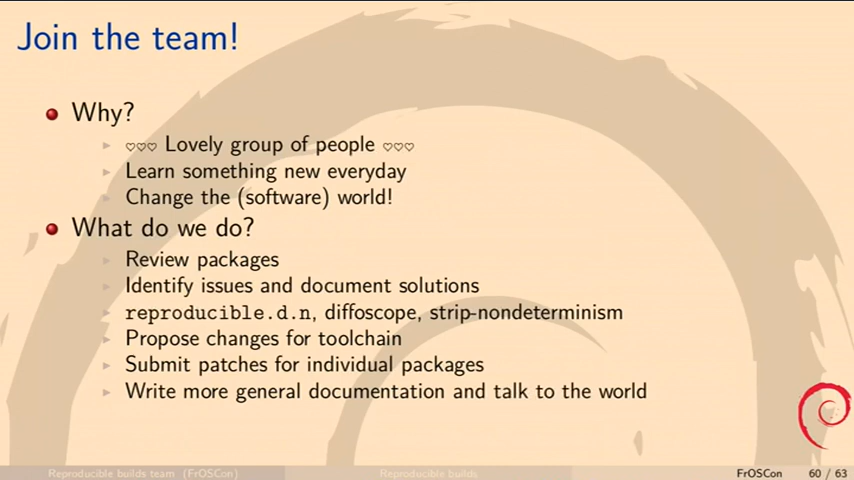 Join the team!
Why?
♡♡♡ Lovely group of people ♡♡♡
Learn something new everyday
Change the (software) world!
What do we do?
Review packages
Identify issues and document solutions
reproducible.d.n, diffoscope, strip-nondeterminism
Propose changes for toolchain
Submit patches for individual packages
Write more general documentation and talk to the world
Reproducible builds team (FrOSCon) Reproducible builds FrOSCon 60 / 63